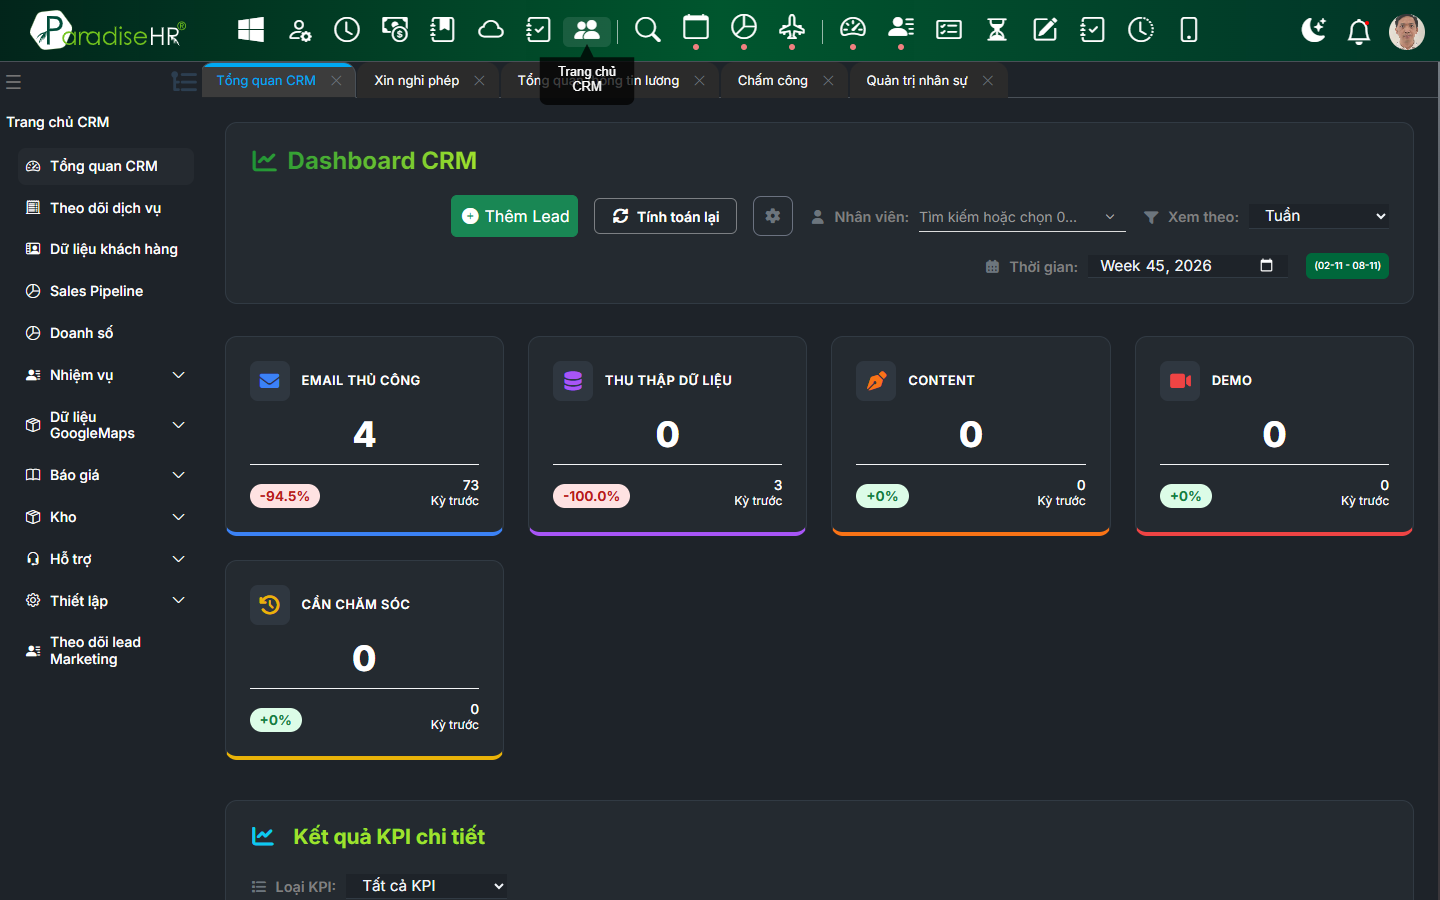 ParadiseHR®
Trang chủ
CRM
Tổng quan CRM
Xin nghỉ phép
Chấm công
Quản trị nhân sự
Trang chủ CRM
Tổng quan CRM
Theo dõi dịch vụ
Dữ liệu khách hàng
Sales Pipeline
Doanh số
Nhiệm vụ
Dữ liệu
GoogleMaps
Báo giá
Kho
Hỗ trợ
Thiết lập
Theo dõi lead
Marketing
Dashboard CRM
Thêm Lead
Tính toán lại
Nhân viên:
Tìm kiếm hoặc chọn 0...
Xem theo:
Tuần
Thời gian:
Week 45, 2026
(02-11 - 08-11)
EMAIL THỦ CÔNG
4
-94.5%
73
Kỳ trước
THU THẬP DỮ LIỆU
0
-100.0%
3
Kỳ trước
CONTENT
0
+0%
0
Kỳ trước
DEMO
0
+0%
0
Kỳ trước
CẦN CHĂM SÓC
0
+0%
0
Kỳ trước
Kết quả KPI chi tiết
Loại KPI:
Tất cả KPI